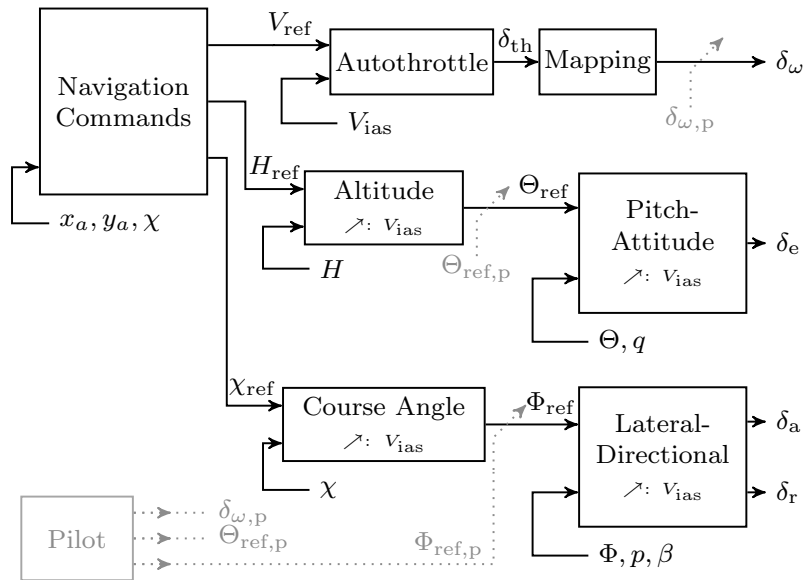 V_ref
δ_th
Navigation
Commands
Autothrottle
Mapping
δ_ω
V_ias
δ_ω,p
H_ref
x_a, y_a, χ
Altitude
↗: V_ias
Θ_ref
Pitch-
Attitude
↗: V_ias
δ_e
H
Θ_ref,p
Θ, q
χ_ref
Course Angle
↗: V_ias
Φ_ref
Lateral-
Directional
↗: V_ias
δ_a
δ_r
χ
Pilot
δ_ω,p
Θ_ref,p
Φ_ref,p
Φ, p, β